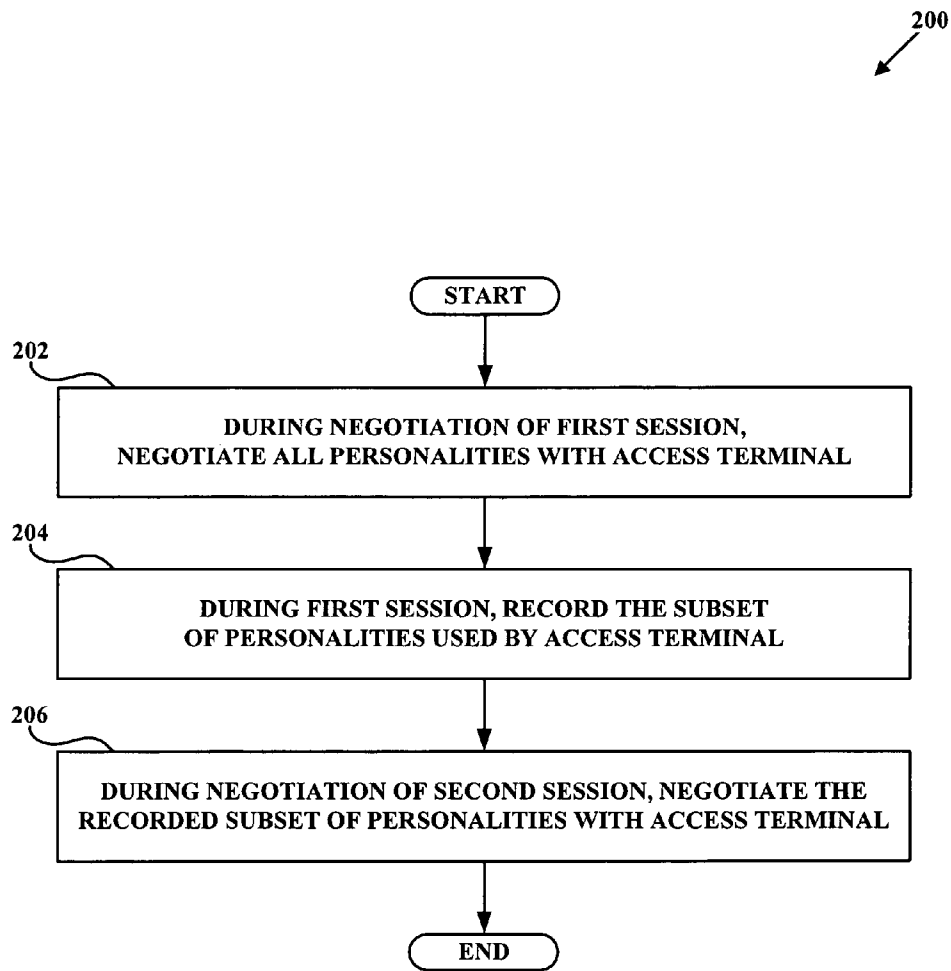 200
START
202
DURING NEGOTIATION OF FIRST SESSION,
NEGOTIATE ALL PERSONALITIES WITH ACCESS TERMINAL
204
DURING FIRST SESSION, RECORD THE SUBSET
OF PERSONALITIES USED BY ACCESS TERMINAL
206
DURING NEGOTIATION OF SECOND SESSION, NEGOTIATE THE
RECORDED SUBSET OF PERSONALITIES WITH ACCESS TERMINAL
END